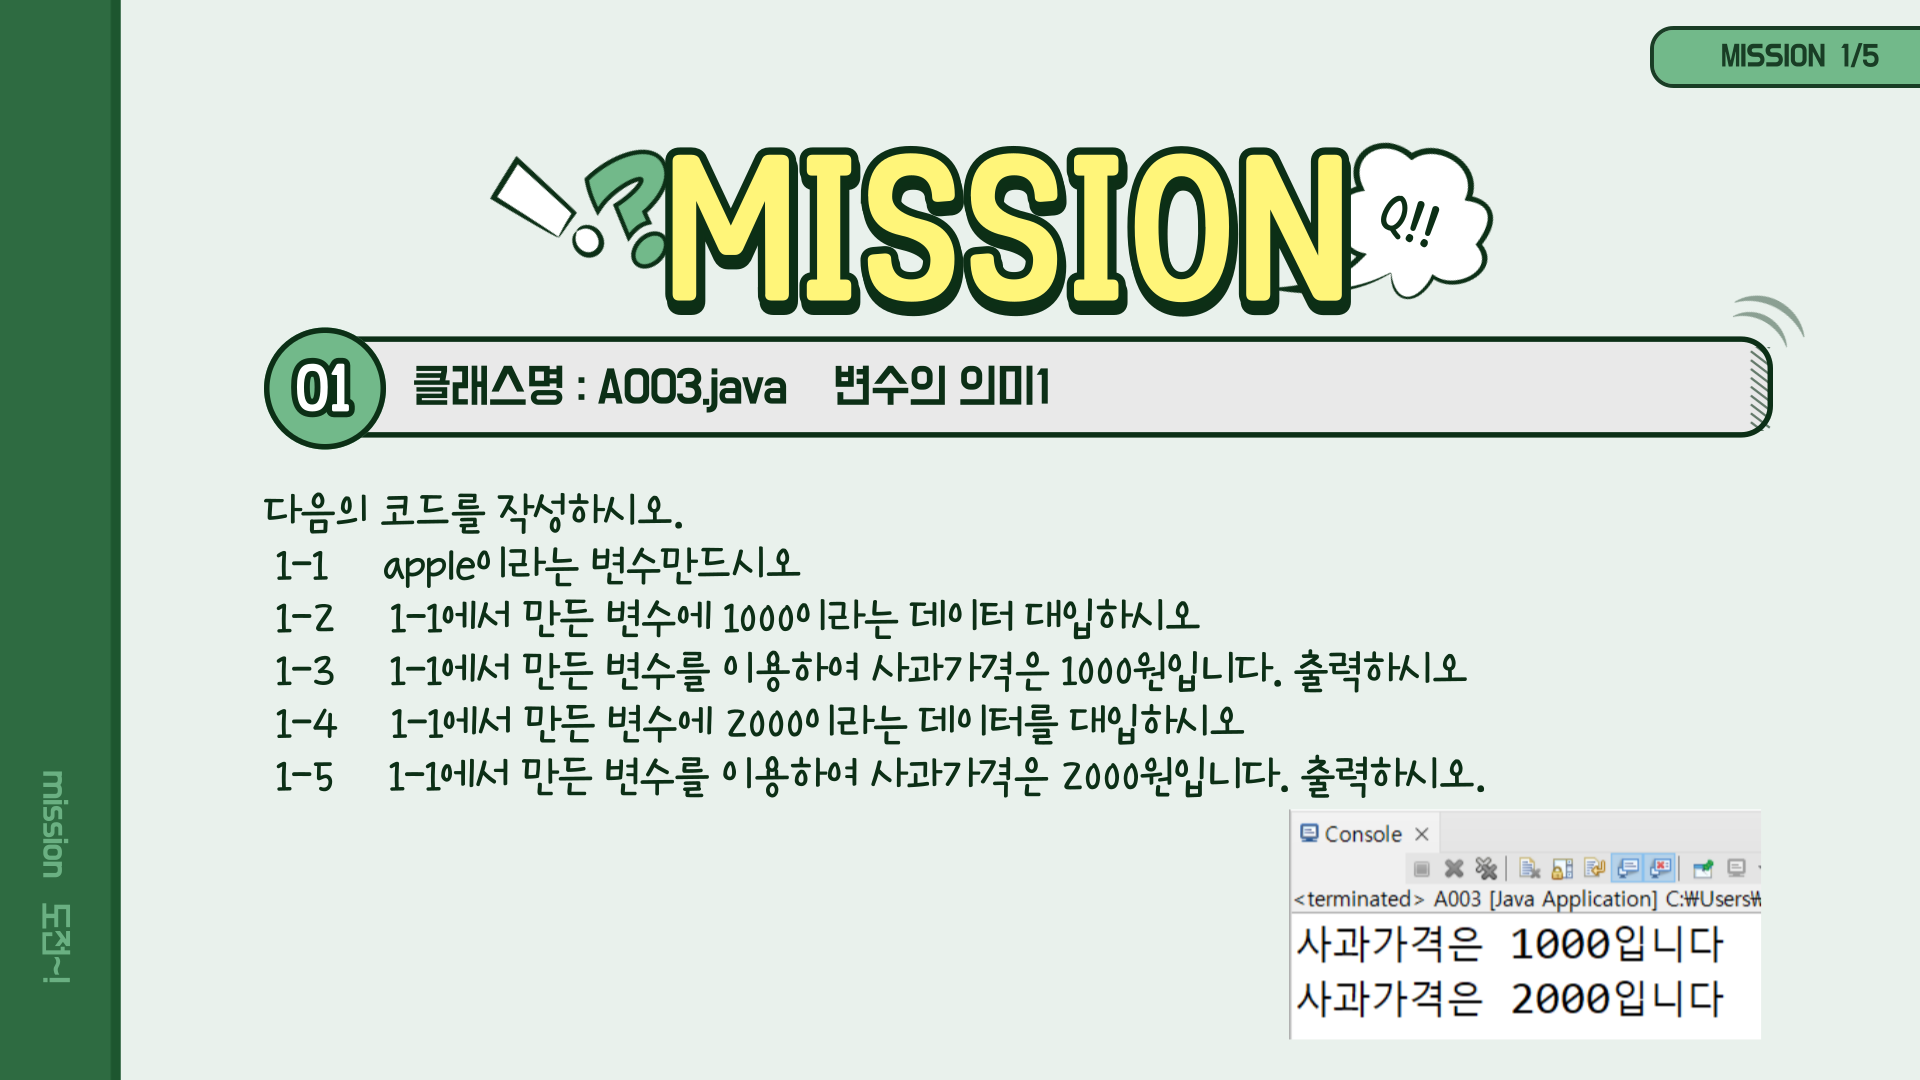 MISSION 1/5
MISSION
Q!!
01
클래스명 : A003.java 변수의 의미1
다음의 코드를 작성하시오.
1-1 apple이라는 변수만드시오
1-2 1-1에서 만든 변수에 1000이라는 데이터 대입하시오
1-3 1-1에서 만든 변수를 이용하여 사과가격은 1000원입니다. 출력하시오
1-4 1-1에서 만든 변수에 2000이라는 데이터를 대입하시오
1-5 1-1에서 만든 변수를 이용하여 사과가격은 2000원입니다. 출력하시오.
Console
<terminated> A003 [Java Application] C:₩Users₩
사과가격은 1000입니다
사과가격은 2000입니다
mission 도전~!